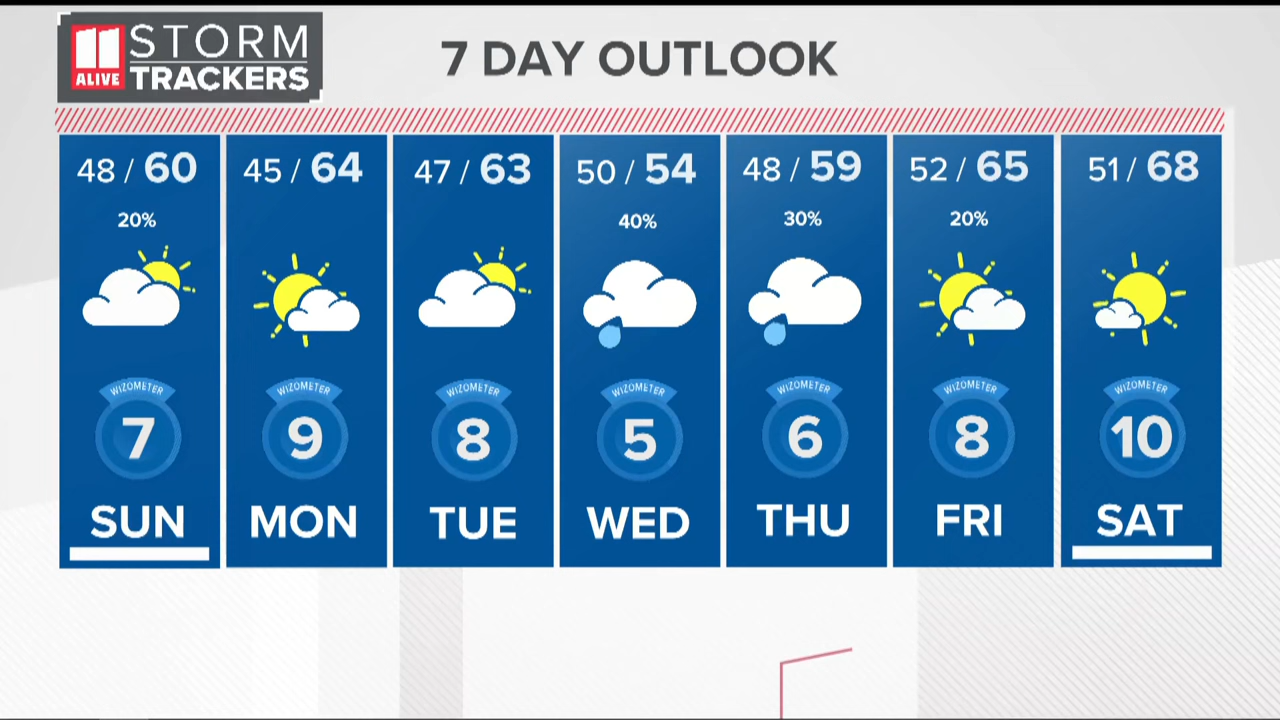 11 ALIVE STORM TRACKERS
7 DAY OUTLOOK
48 / 60
20%
WIZOMETER
7
SUN
45 / 64
WIZOMETER
9
MON
47 / 63
WIZOMETER
8
TUE
50 / 54
40%
WIZOMETER
5
WED
48 / 59
30%
WIZOMETER
6
THU
52 / 65
20%
WIZOMETER
8
FRI
51 / 68
WIZOMETER
10
SAT